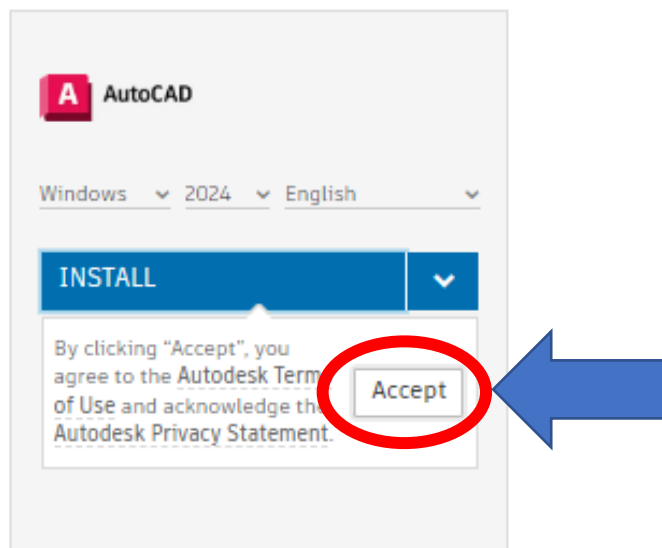 A AutoCAD
Windows 2024 English
INSTALL
By clicking “Accept”, you
agree to the Autodesk Term
of Use and acknowledge the
Autodesk Privacy Statement.
Accept